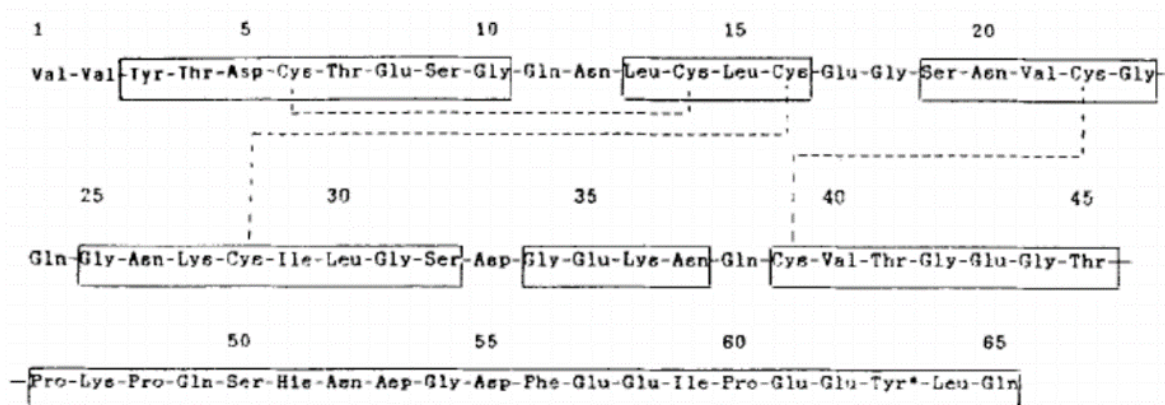 1 5 10 15 20
Val-Val-Tyr-Thr-Asp-Cys-Thr-Glu-Ser-Gly-Gln-Asn-Leu-Cys-Leu-Cys-Glu-Gly-Ser-Asn-Val-Cys-Gly-
25 30 35 40 45
Gln-Gly-Asn-Lys-Cys-Ile-Leu-Gly-Ser-Asp-Gly-Glu-Lys-Asn-Gln-Cys-Val-Thr-Gly-Glu-Gly-Thr-
50 55 60 65
-Pro-Lys-Pro-Gln-Ser-His-Asn-Asp-Gly-Asp-Phe-Glu-Glu-Ile-Pro-Glu-Glu-Tyr*-Leu-Gln